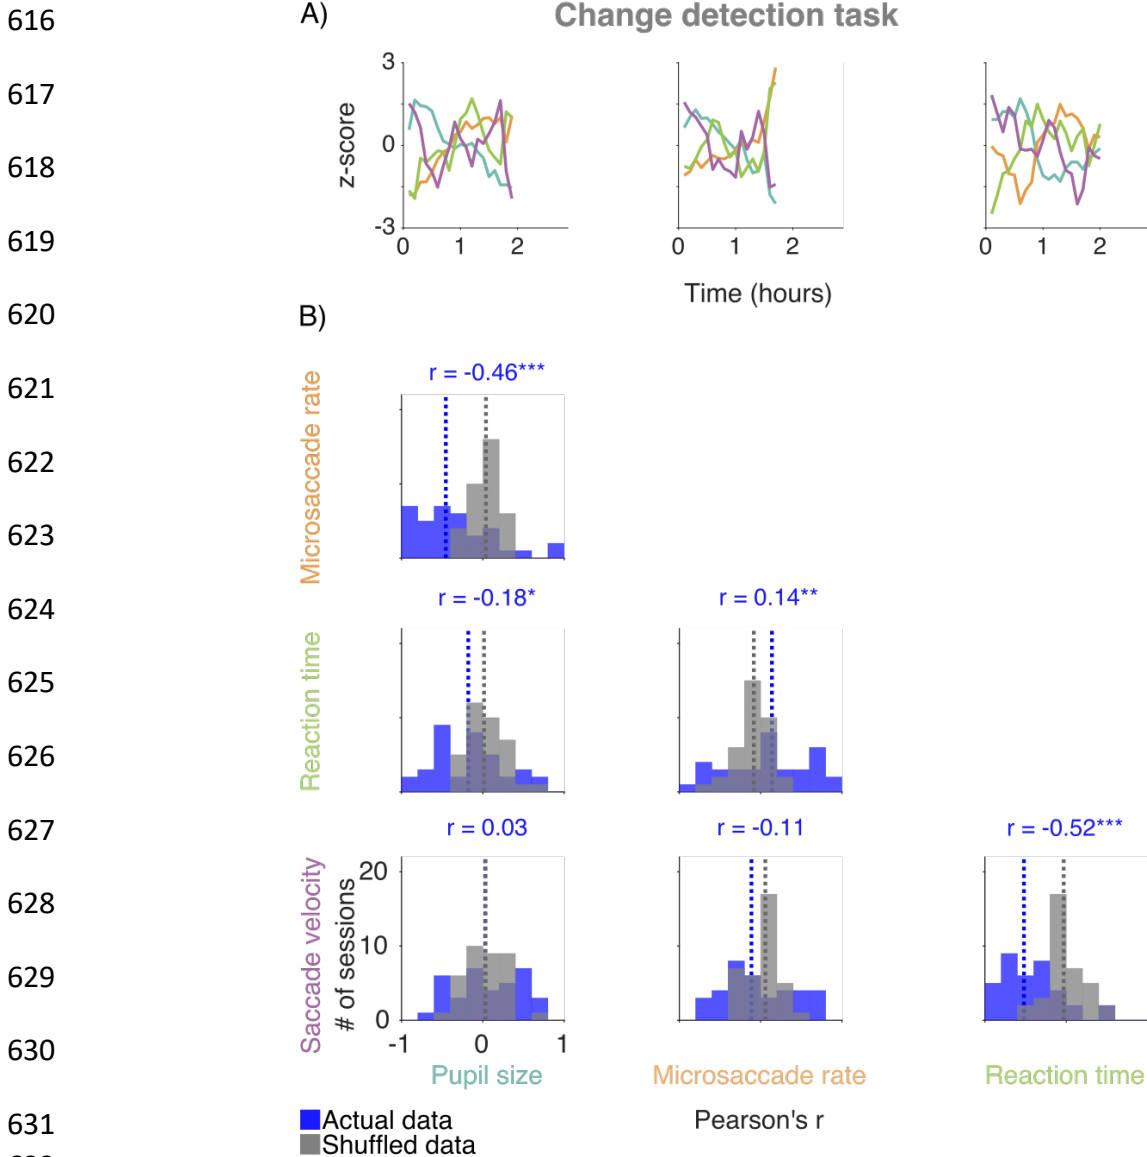 616
A)
Change detection task
3
0
-3
z-score
617
618
619
0 1 2
0 1 2
0 1 2
Time (hours)
620
B)
621
r = -0.46***
Microsaccade rate
622
623
624
r = -0.18*
r = 0.14**
Reaction time
625
626
627
r = 0.03
r = -0.11
r = -0.52***
Saccade velocity
# of sessions
20
10
0
628
629
630
-1 0 1
Pupil size
Microsaccade rate
Reaction time
631
Actual data
Pearson's r
Shuffled data